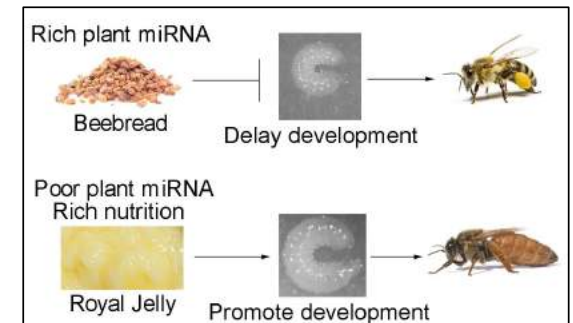 Rich plant miRNA
Beebread
Delay development
Poor plant miRNA
Rich nutrition
Royal Jelly
Promote development